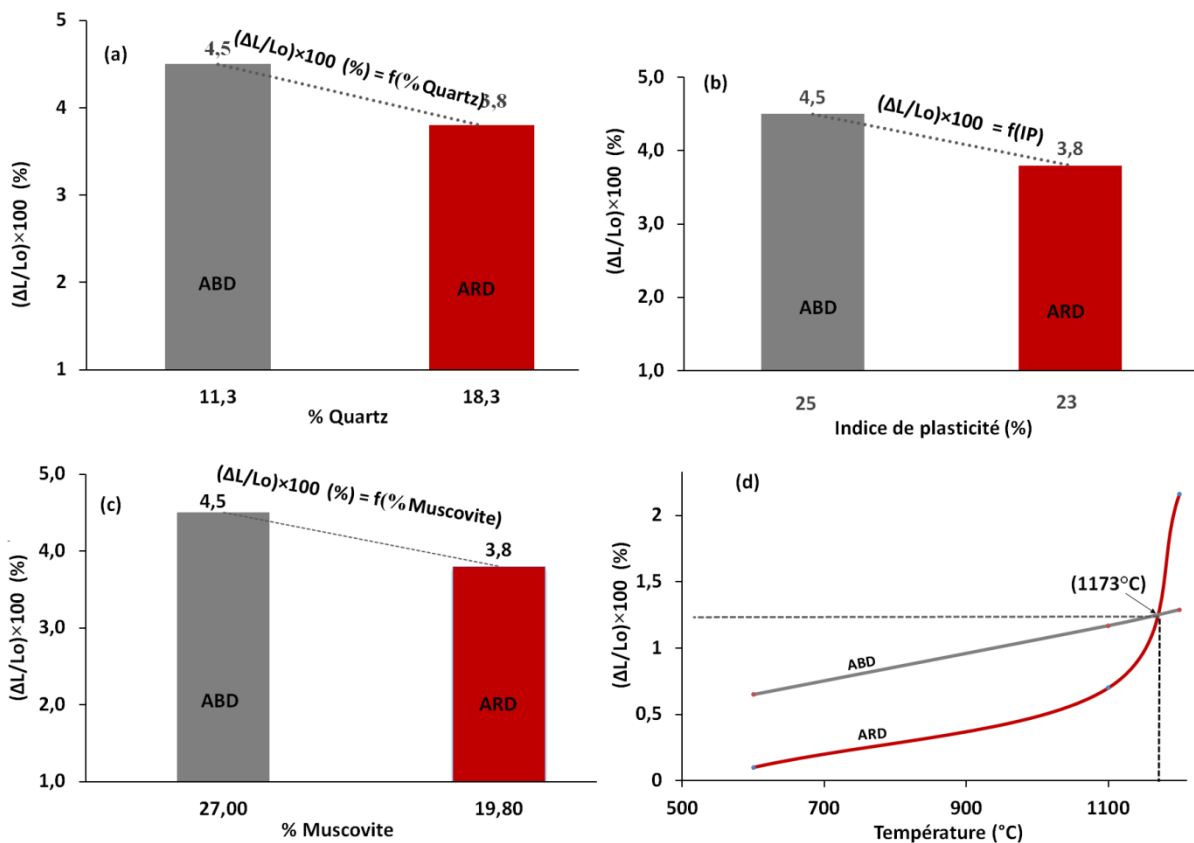 (a)
(ΔL/Lo)×100 (%) = f(% Quartz)
4,5
3,8
5
4
3
2
1
(ΔL/Lo)×100 (%)
ABD
ARD
11,3
18,3
% Quartz
(b)
(ΔL/Lo)×100 = f(IP)
4,5
3,8
5,0
4,0
3,0
2,0
1,0
(ΔL/Lo)×100 (%)
ABD
ARD
25
23
Indice de plasticité (%)
(c)
(ΔL/Lo)×100 (%) = f(% Muscovite)
4,5
3,8
5,0
4,0
3,0
2,0
1,0
(ΔL/Lo)×100 (%)
ABD
ARD
27,00
19,80
% Muscovite
(d)
(1173°C)
2
1,5
1
0,5
0
(ΔL/Lo)×100 (%)
ABD
ARD
500
700
900
1100
Température (°C)